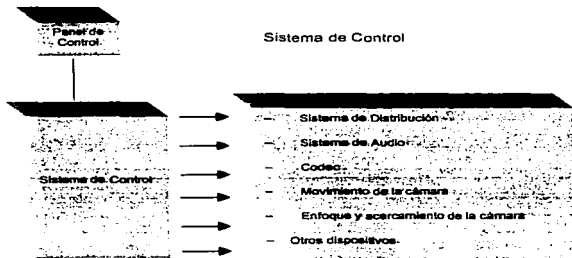 Panel de
Control
Sistema de Control
Sistema de Control
- Sistema de Distribución
- Sistema de Audio
- Codec
- Movimiento de la cámara
- Enfoque y acercamiento de la cámara
- Otros dispositivos